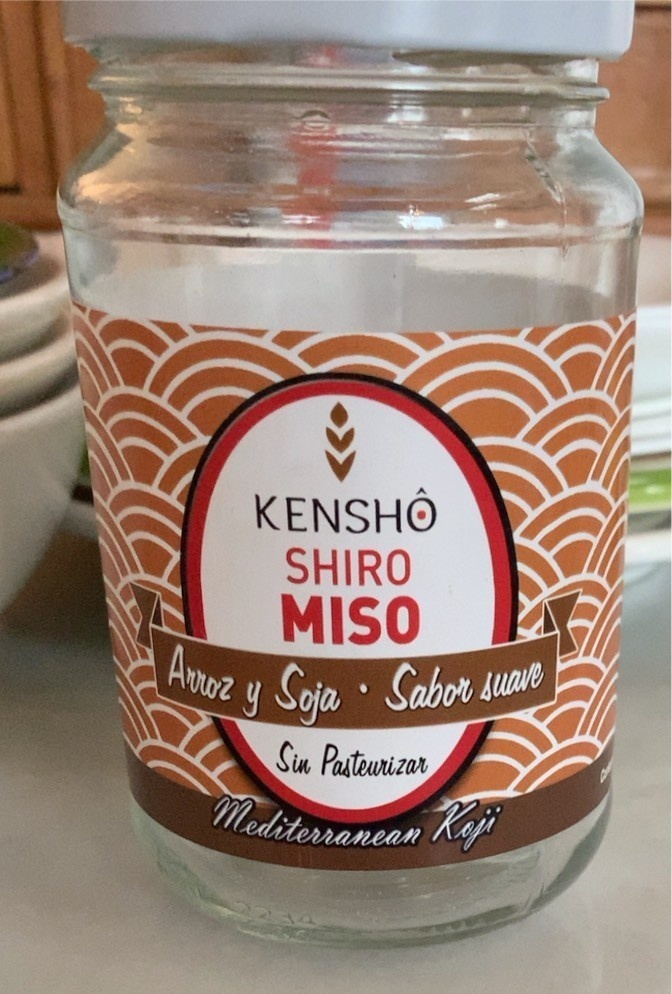 KENSHÔ
SHIRO
MISO
Arroz y Soja · Sabor suave
Sin Pasteurizar
Mediterranean Koji